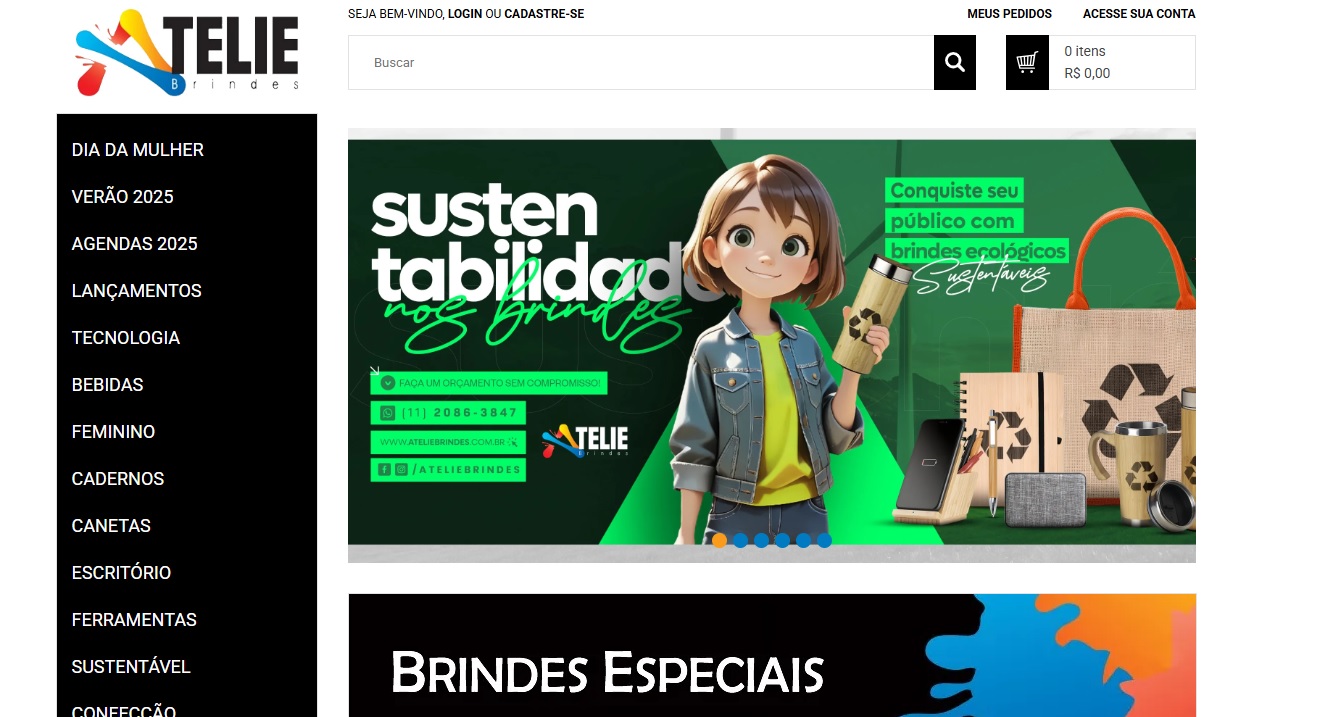 ATELIE
Brindes
SEJA BEM-VINDO, LOGIN OU CADASTRE-SE
MEUS PEDIDOS
ACESSE SUA CONTA
Buscar
0 itens
R$ 0,00
DIA DA MULHER
VERÃO 2025
AGENDAS 2025
LANÇAMENTOS
TECNOLOGIA
BEBIDAS
FEMININO
CADERNOS
CANETAS
ESCRITÓRIO
FERRAMENTAS
SUSTENTÁVEL
CONFECÇÃO
susten
tabilidade
nos brindes
FAÇA UM ORÇAMENTO SEM COMPROMISSO!
(11) 2086-3847
WWW.ATELIEBRINDES.COM.BR
/ATELIEBRINDES
ATELIE
Brindes
Conquiste seu
público com
brindes ecológicos
Sustentáveis
BRINDES ESPECIAIS